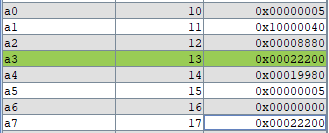 a0 10 0x00000005
a1 11 0x10000040
a2 12 0x00008880
a3 13 0x00022200
a4 14 0x00019980
a5 15 0x00000005
a6 16 0x00000000
a7 17 0x00022200